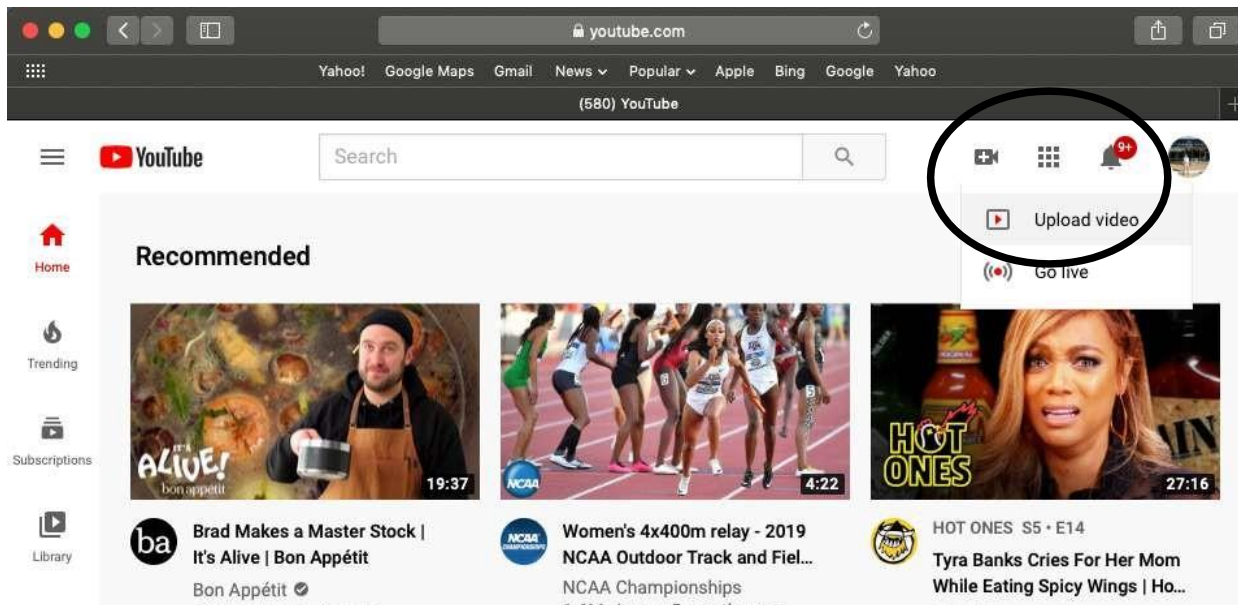 youtube.com
Yahoo! Google Maps Gmail News Popular Apple Bing Google Yahoo
(580) YouTube
YouTube
Search
9+
Upload video
Go live
Home
Trending
Subscriptions
Library
Recommended
IT'S
ALIVE!
bon appétit
19:37
NCAA
4:22
HOT
ONES
27:16
ba
Brad Makes a Master Stock |
It's Alive | Bon Appétit
Bon Appétit
NCAA
CHAMPIONSHIPS
Women's 4x400m relay - 2019
NCAA Outdoor Track and Fiel...
NCAA Championships
HOT ONES S5 • E14
Tyra Banks Cries For Her Mom
While Eating Spicy Wings | Ho...